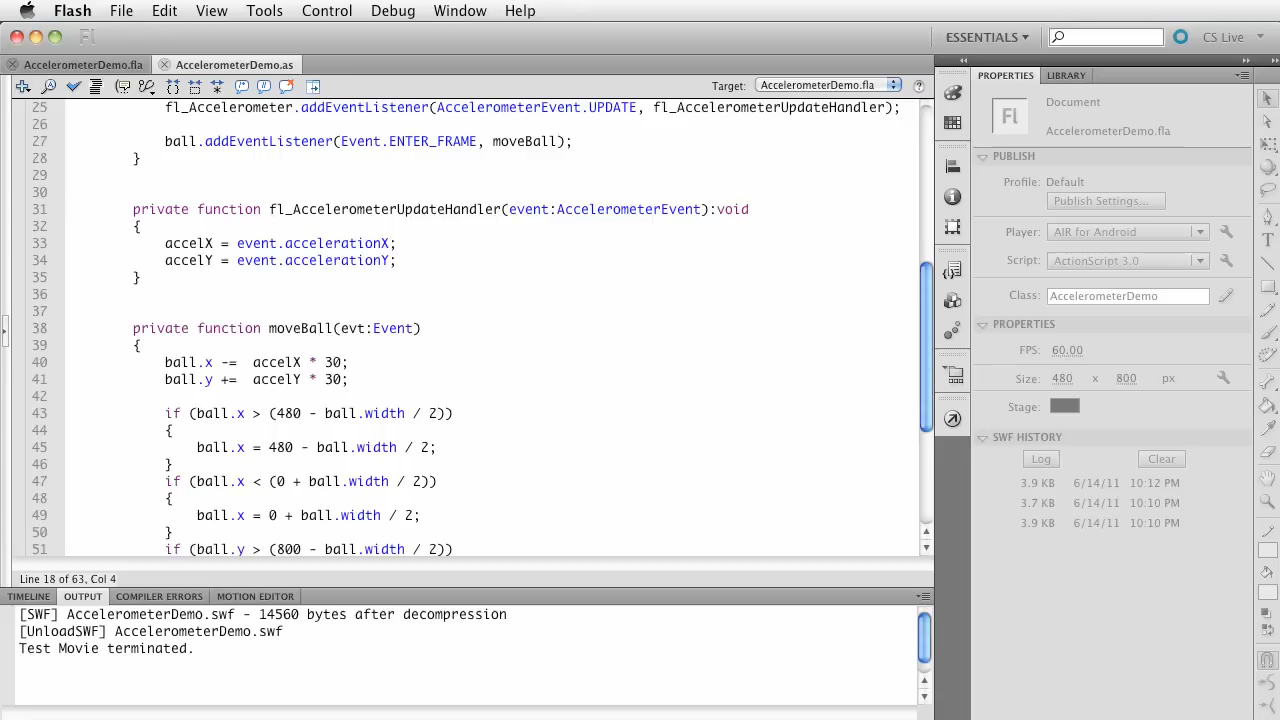 Flash File Edit View Tools Control Debug Window Help
Fl ESSENTIALS CS Live
AccelerometerDemo.fla AccelerometerDemo.as
Target: AccelerometerDemo.fla
25 fl_Accelerometer.addEventListener(AccelerometerEvent.UPDATE, fl_AccelerometerUpdateHandler);
26
27 ball.addEventListener(Event.ENTER_FRAME, moveBall);
28 }
29
30
31 private function fl_AccelerometerUpdateHandler(event:AccelerometerEvent):void
32 {
33 accelX = event.accelerationX;
34 accelY = event.accelerationY;
35 }
36
37
38 private function moveBall(evt:Event)
39 {
40 ball.x -= accelX * 30;
41 ball.y += accelY * 30;
42
43 if (ball.x > (480 - ball.width / 2))
44 {
45 ball.x = 480 - ball.width / 2;
46 }
47 if (ball.x < (0 + ball.width / 2))
48 {
49 ball.x = 0 + ball.width / 2;
50 }
51 if (ball.y > (800 - ball.width / 2))
Line 18 of 63, Col 4
TIMELINE OUTPUT COMPILER ERRORS MOTION EDITOR
[SWF] AccelerometerDemo.swf - 14560 bytes after decompression
[UnloadSWF] AccelerometerDemo.swf
Test Movie terminated.
PROPERTIES LIBRARY
Fl
Document
AccelerometerDemo.fla
PUBLISH
Profile: Default
Publish Settings...
Player: AIR for Android
Script: ActionScript 3.0
Class: AccelerometerDemo
PROPERTIES
FPS: 60.00
Size: 480 x 800 px
Stage:
SWF HISTORY
Log Clear
3.9 KB 6/14/11 10:12 PM
3.7 KB 6/14/11 10:10 PM
3.9 KB 6/14/11 10:10 PM